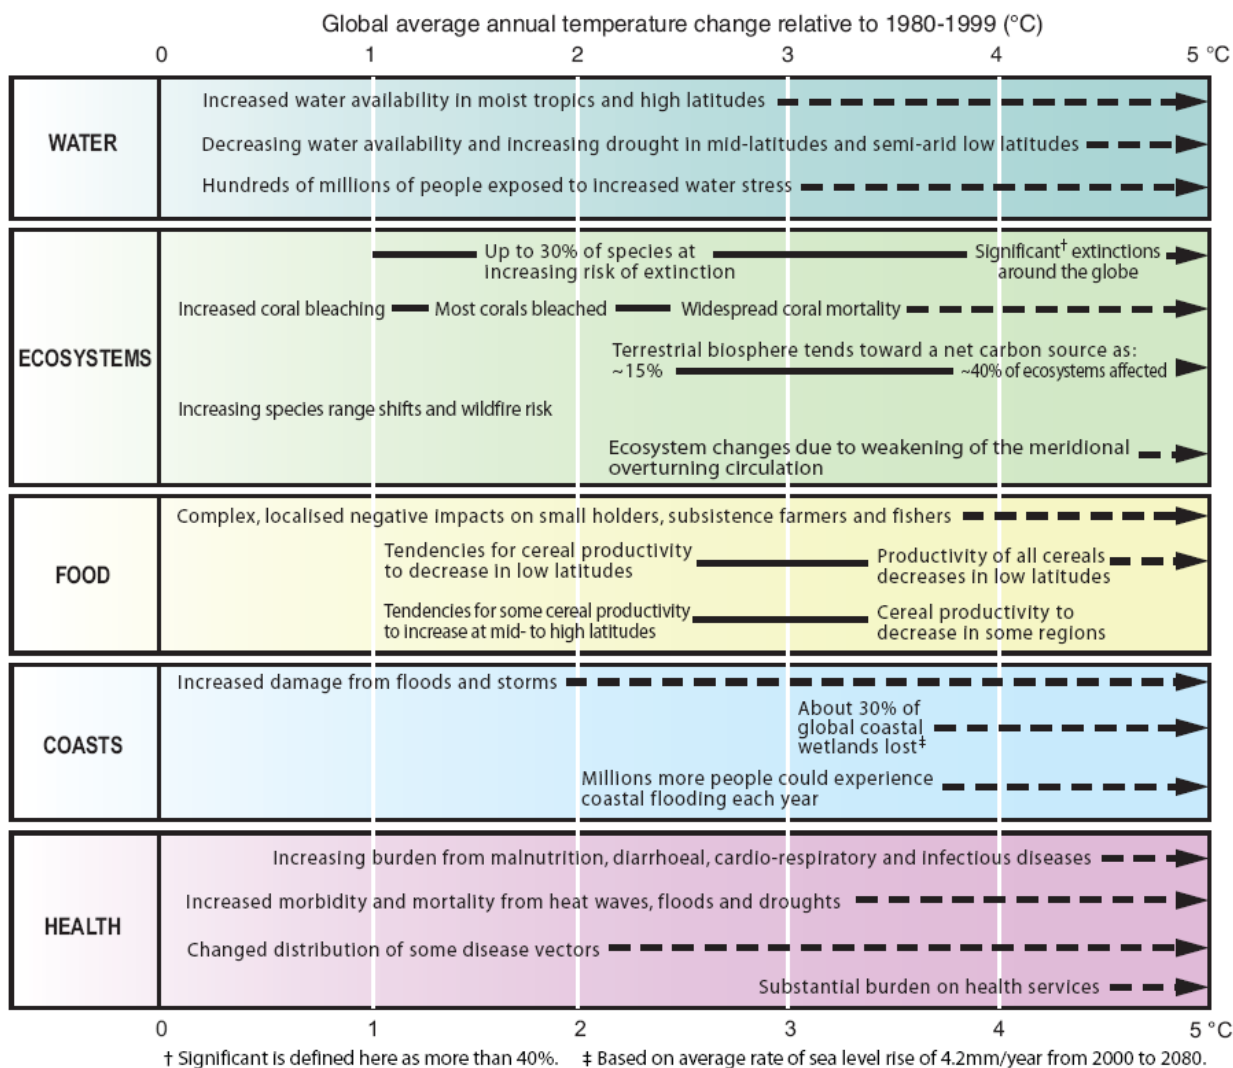 Global average annual temperature change relative to 1980-1999 (°C)
0 1 2 3 4 5 °C
WATER
Increased water availability in moist tropics and high latitudes
Decreasing water availability and increasing drought in mid-latitudes and semi-arid low latitudes
Hundreds of millions of people exposed to increased water stress
ECOSYSTEMS
Up to 30% of species at
increasing risk of extinction
Significant† extinctions
around the globe
Increased coral bleaching Most corals bleached Widespread coral mortality
Terrestrial biosphere tends toward a net carbon source as:
~15% ~40% of ecosystems affected
Increasing species range shifts and wildfire risk
Ecosystem changes due to weakening of the meridional
overturning circulation
FOOD
Complex, localised negative impacts on small holders, subsistence farmers and fishers
Tendencies for cereal productivity
to decrease in low latitudes
Productivity of all cereals
decreases in low latitudes
Tendencies for some cereal productivity
to increase at mid- to high latitudes
Cereal productivity to
decrease in some regions
COASTS
Increased damage from floods and storms
About 30% of
global coastal
wetlands lost‡
Millions more people could experience
coastal flooding each year
HEALTH
Increasing burden from malnutrition, diarrhoeal, cardio-respiratory and infectious diseases
Increased morbidity and mortality from heat waves, floods and droughts
Changed distribution of some disease vectors
Substantial burden on health services
0 1 2 3 4 5 °C
† Significant is defined here as more than 40%. ‡ Based on average rate of sea level rise of 4.2mm/year from 2000 to 2080.